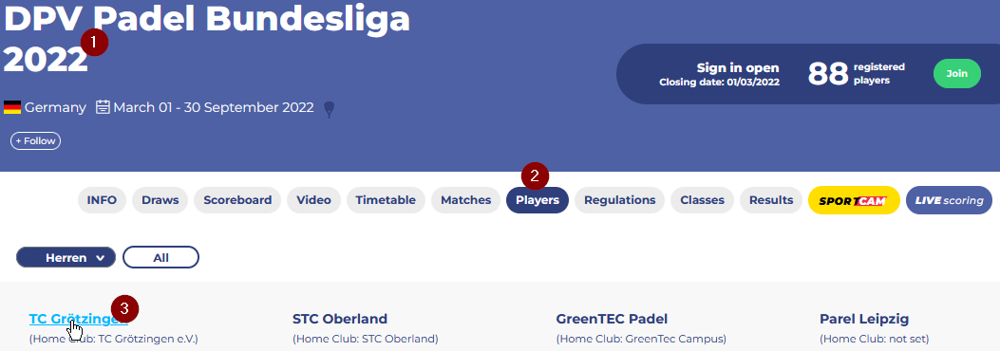 DPV Padel Bundesliga
2022
1
Sign in open
Closing date: 01/03/2022
88
registered
players
Join
Germany
March 01 - 30 September 2022
+ Follow
2
INFO Draws Scoreboard Video Timetable Matches Players Regulations Classes Results SPORTCAM LIVE scoring
Herren All
3
TC Grötzingen STC Oberland GreenTEC Padel Parel Leipzig
(Home Club: TC Grötzingen e.V.) (Home Club: STC Oberland) (Home Club: GreenTec Campus) (Home Club: not set)